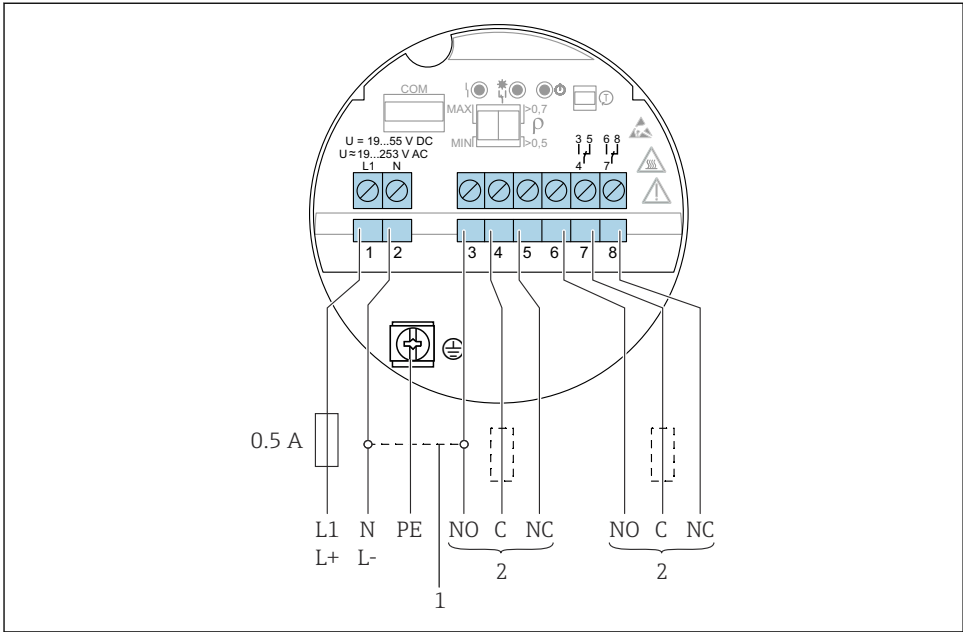 COM
MAX >0,7
ρ
MIN >0,5
T
U = 19...55 V DC
U ≈ 19...253 V AC
L1 N
3 5 6 8
4 7
1 2 3 4 5 6 7 8
0.5 A
L1 N PE NO C NC NO C NC
L+ L-
2 2
1